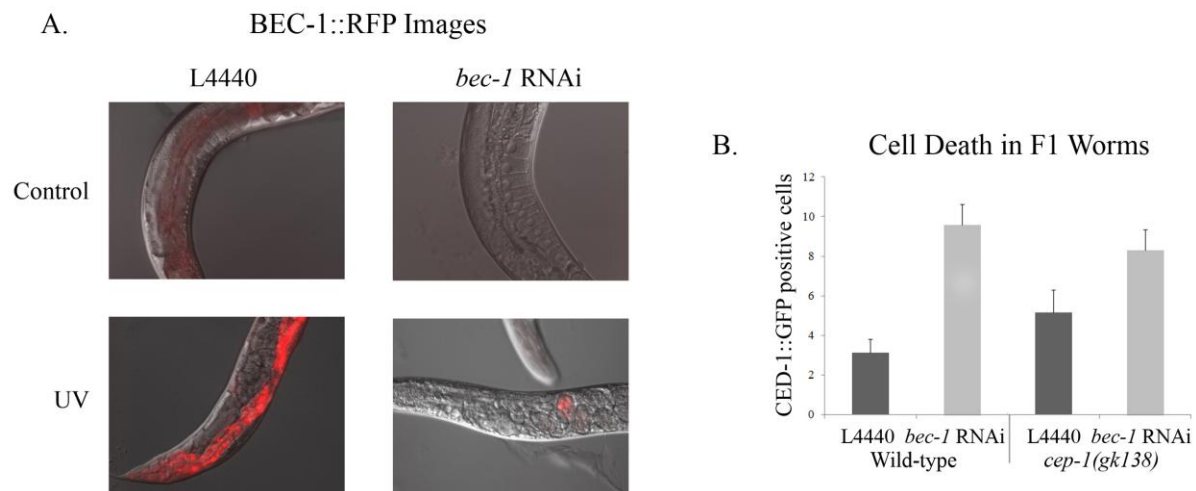 A.
BEC-1::RFP Images
L4440
bec-1 RNAi
Control
UV
B.
Cell Death in F1 Worms
CED-1::GFP positive cells
12
10
8
6
4
2
0
L4440 bec-1 RNAi L4440 bec-1 RNAi
Wild-type cep-1(gk138)